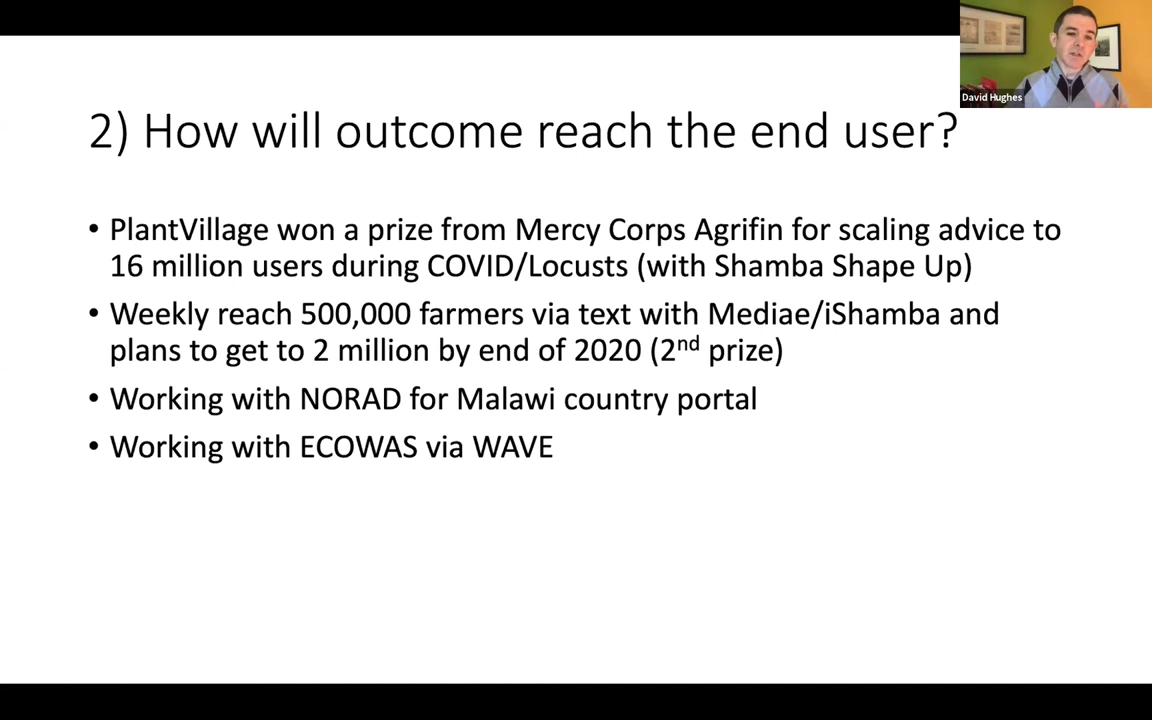 David Hughes
2) How will outcome reach the end user?
• PlantVillage won a prize from Mercy Corps Agrifin for scaling advice to
16 million users during COVID/Locusts (with Shamba Shape Up)
• Weekly reach 500,000 farmers via text with Mediae/iShamba and
plans to get to 2 million by end of 2020 (2nd prize)
• Working with NORAD for Malawi country portal
• Working with ECOWAS via WAVE